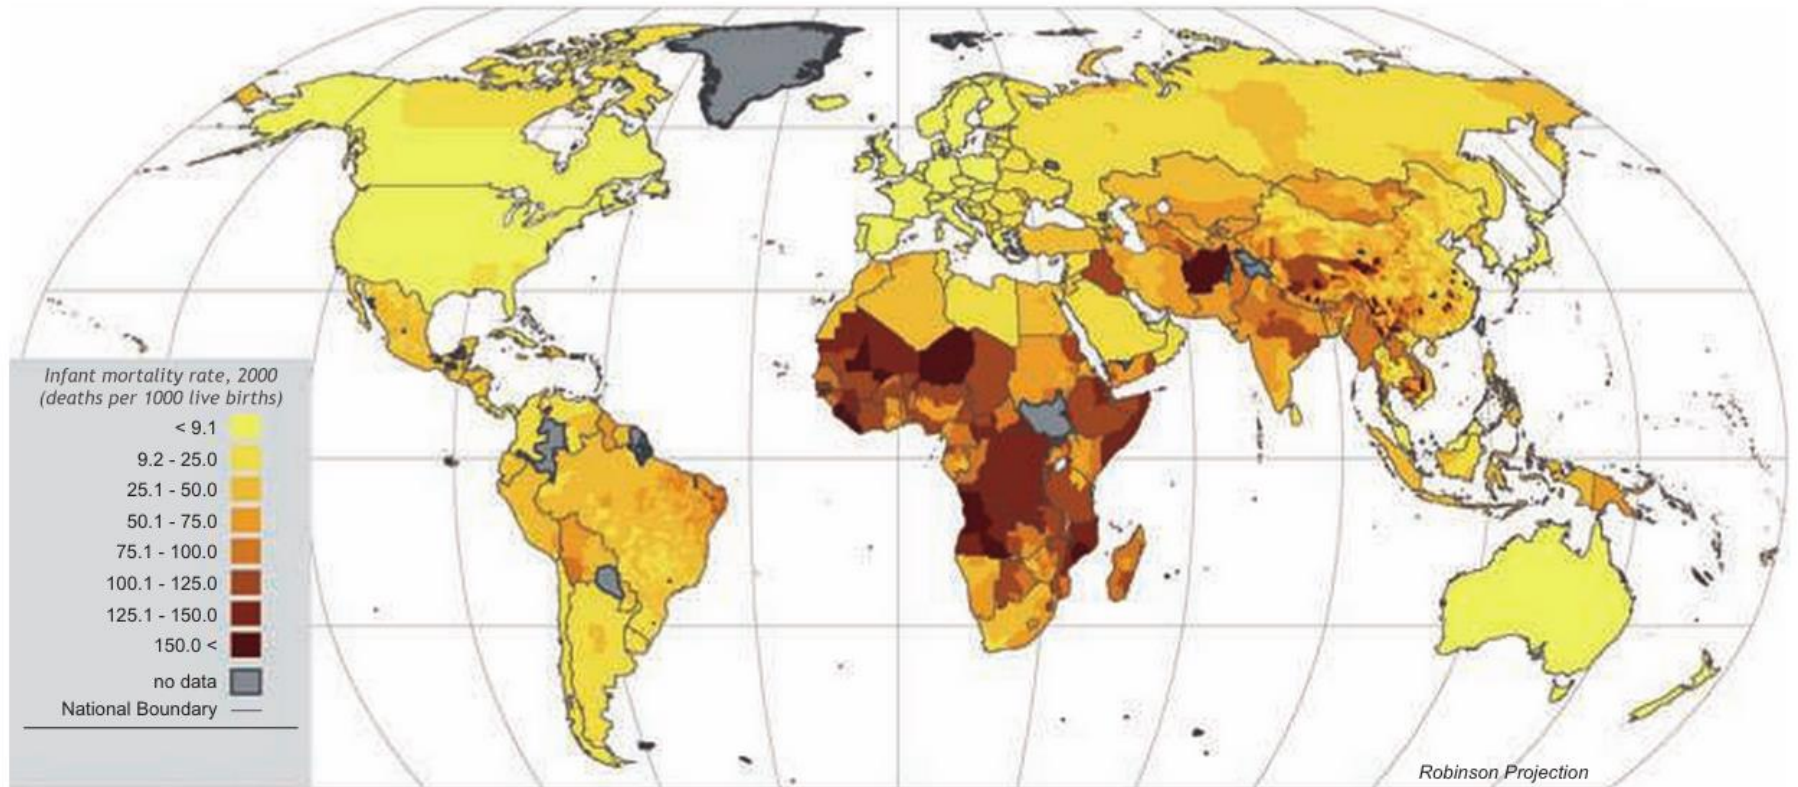 Infant mortality rate, 2000
(deaths per 1000 live births)
< 9.1
9.2 - 25.0
25.1 - 50.0
50.1 - 75.0
75.1 - 100.0
100.1 - 125.0
125.1 - 150.0
150.0 <
no data
National Boundary
Robinson Projection